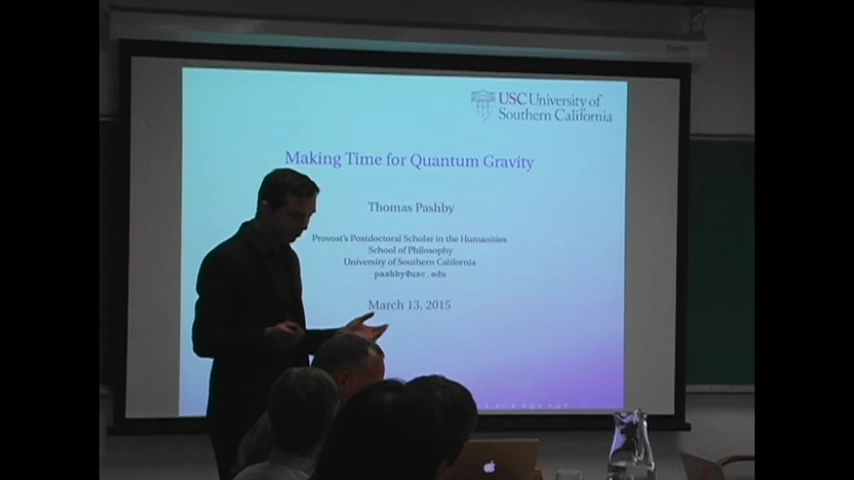 USC University of
Southern California
Making Time for Quantum Gravity
Thomas Pashby
Provost's Postdoctoral Scholar in the Humanities
School of Philosophy
University of Southern California
pashby@usc.edu
March 13, 2015